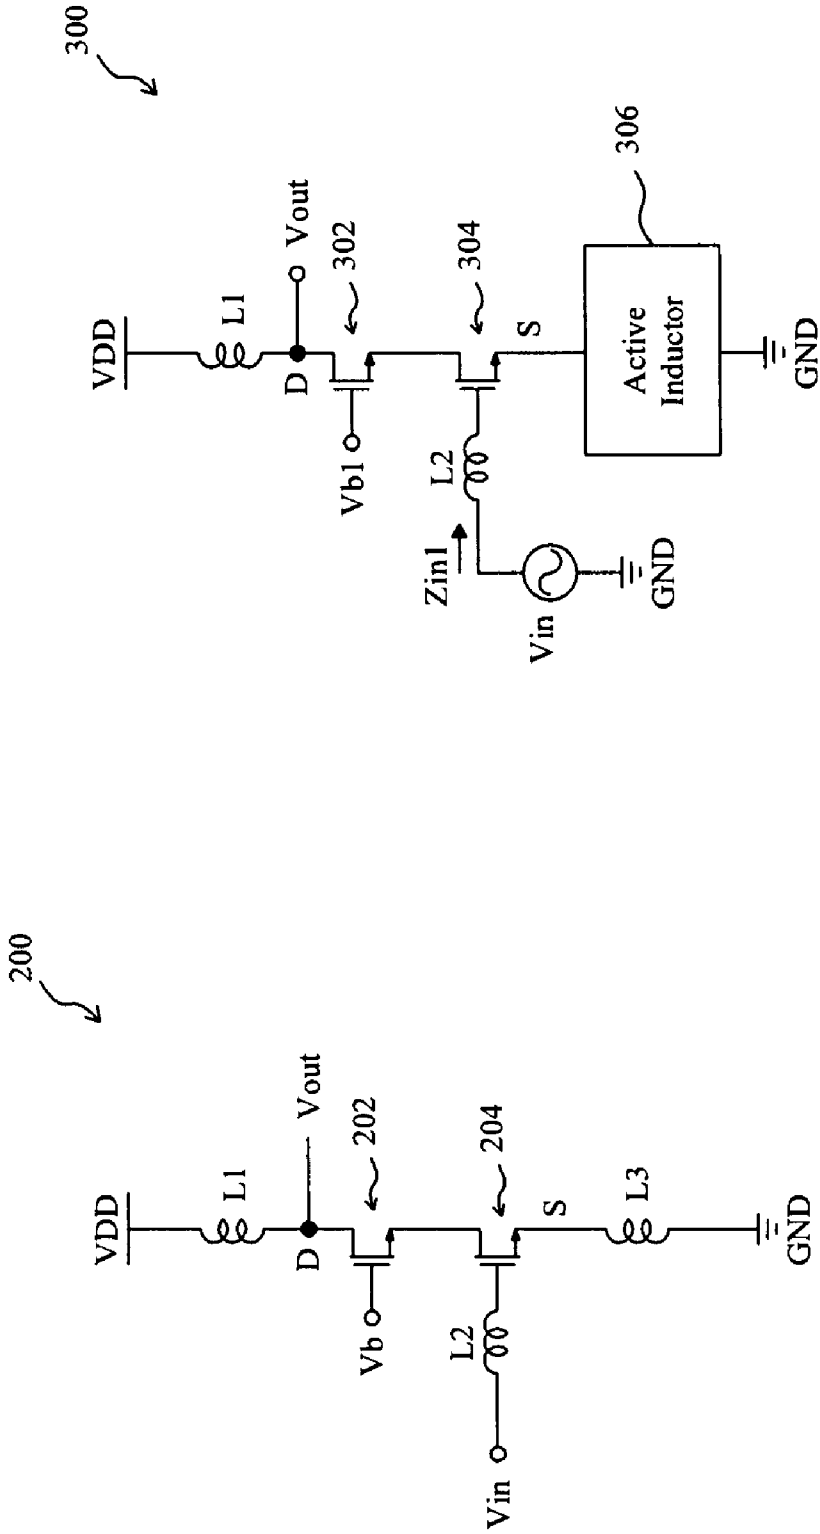 200
VDD
L1
D
Vout
Vb
202
L2
204
Vin
S
L3
GND
300
VDD
L1
D
Vout
Vb1
302
Zin1
L2
304
S
Vin
GND
Active
Inductor
306
GND